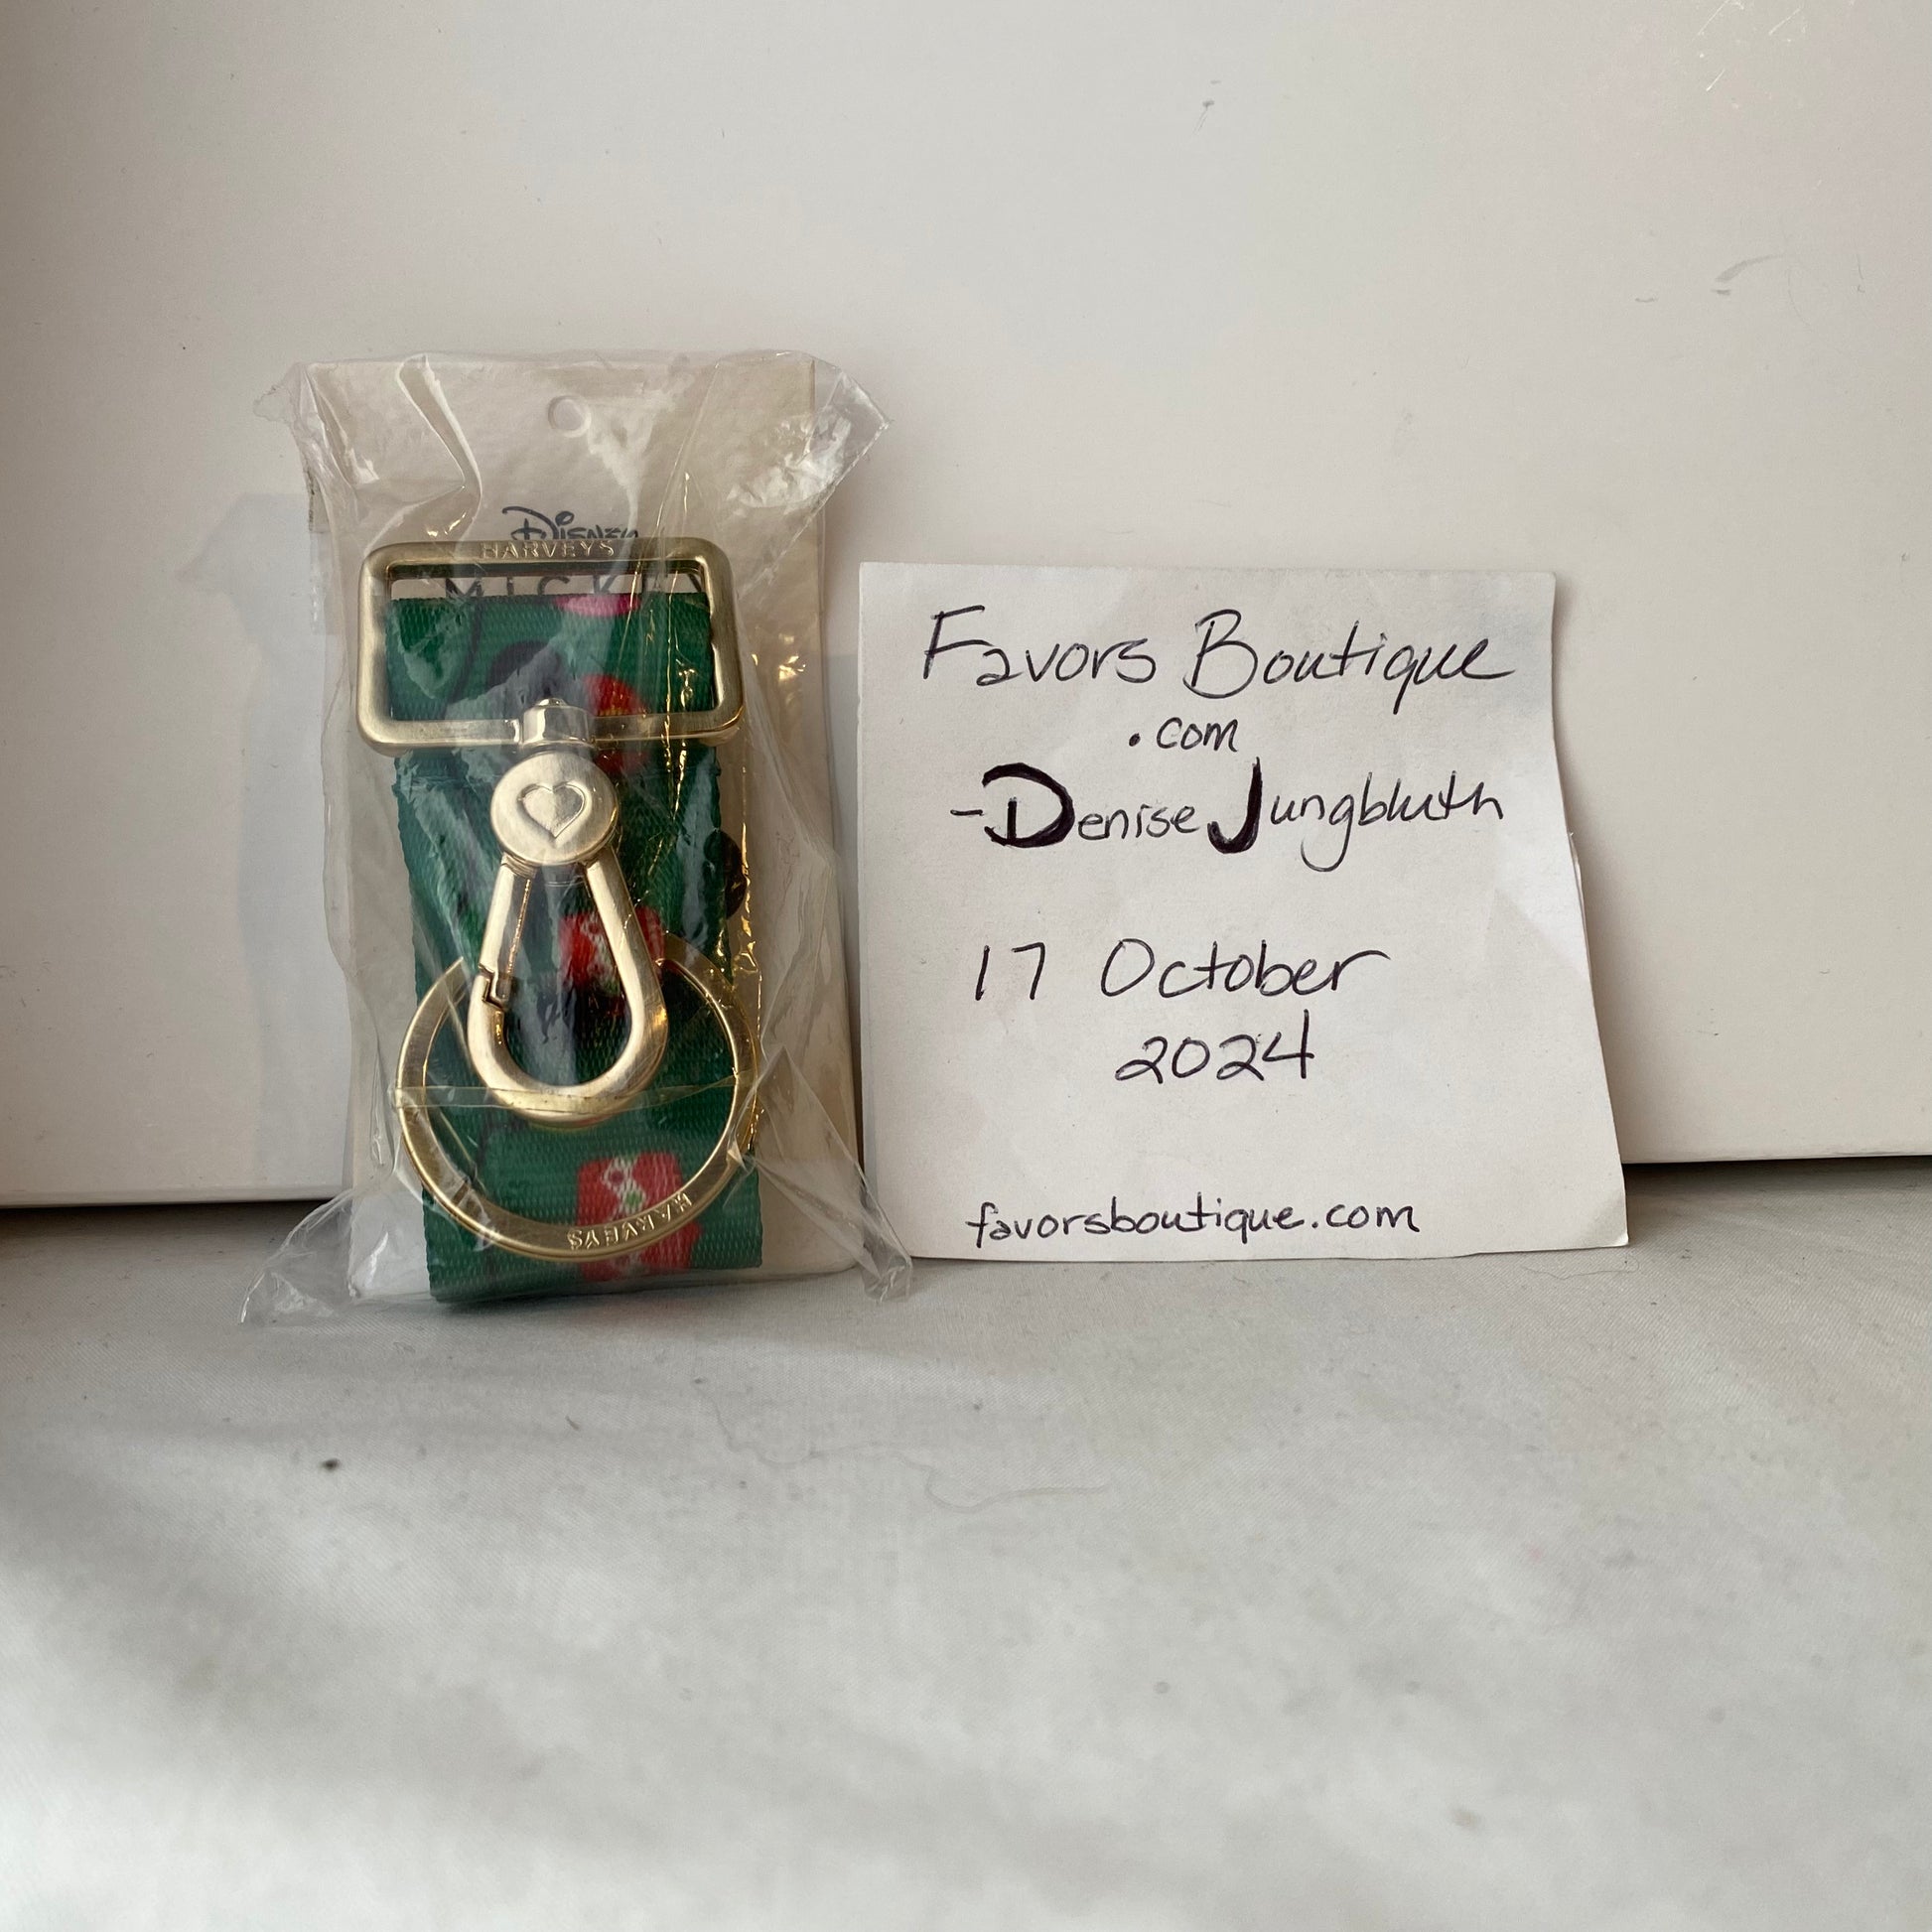 Disney
HARVEYS
MICKEY
HARVEYS
Favors Boutique
.com
-Denise Jungbluth
17 October
2024
favorsboutique.com